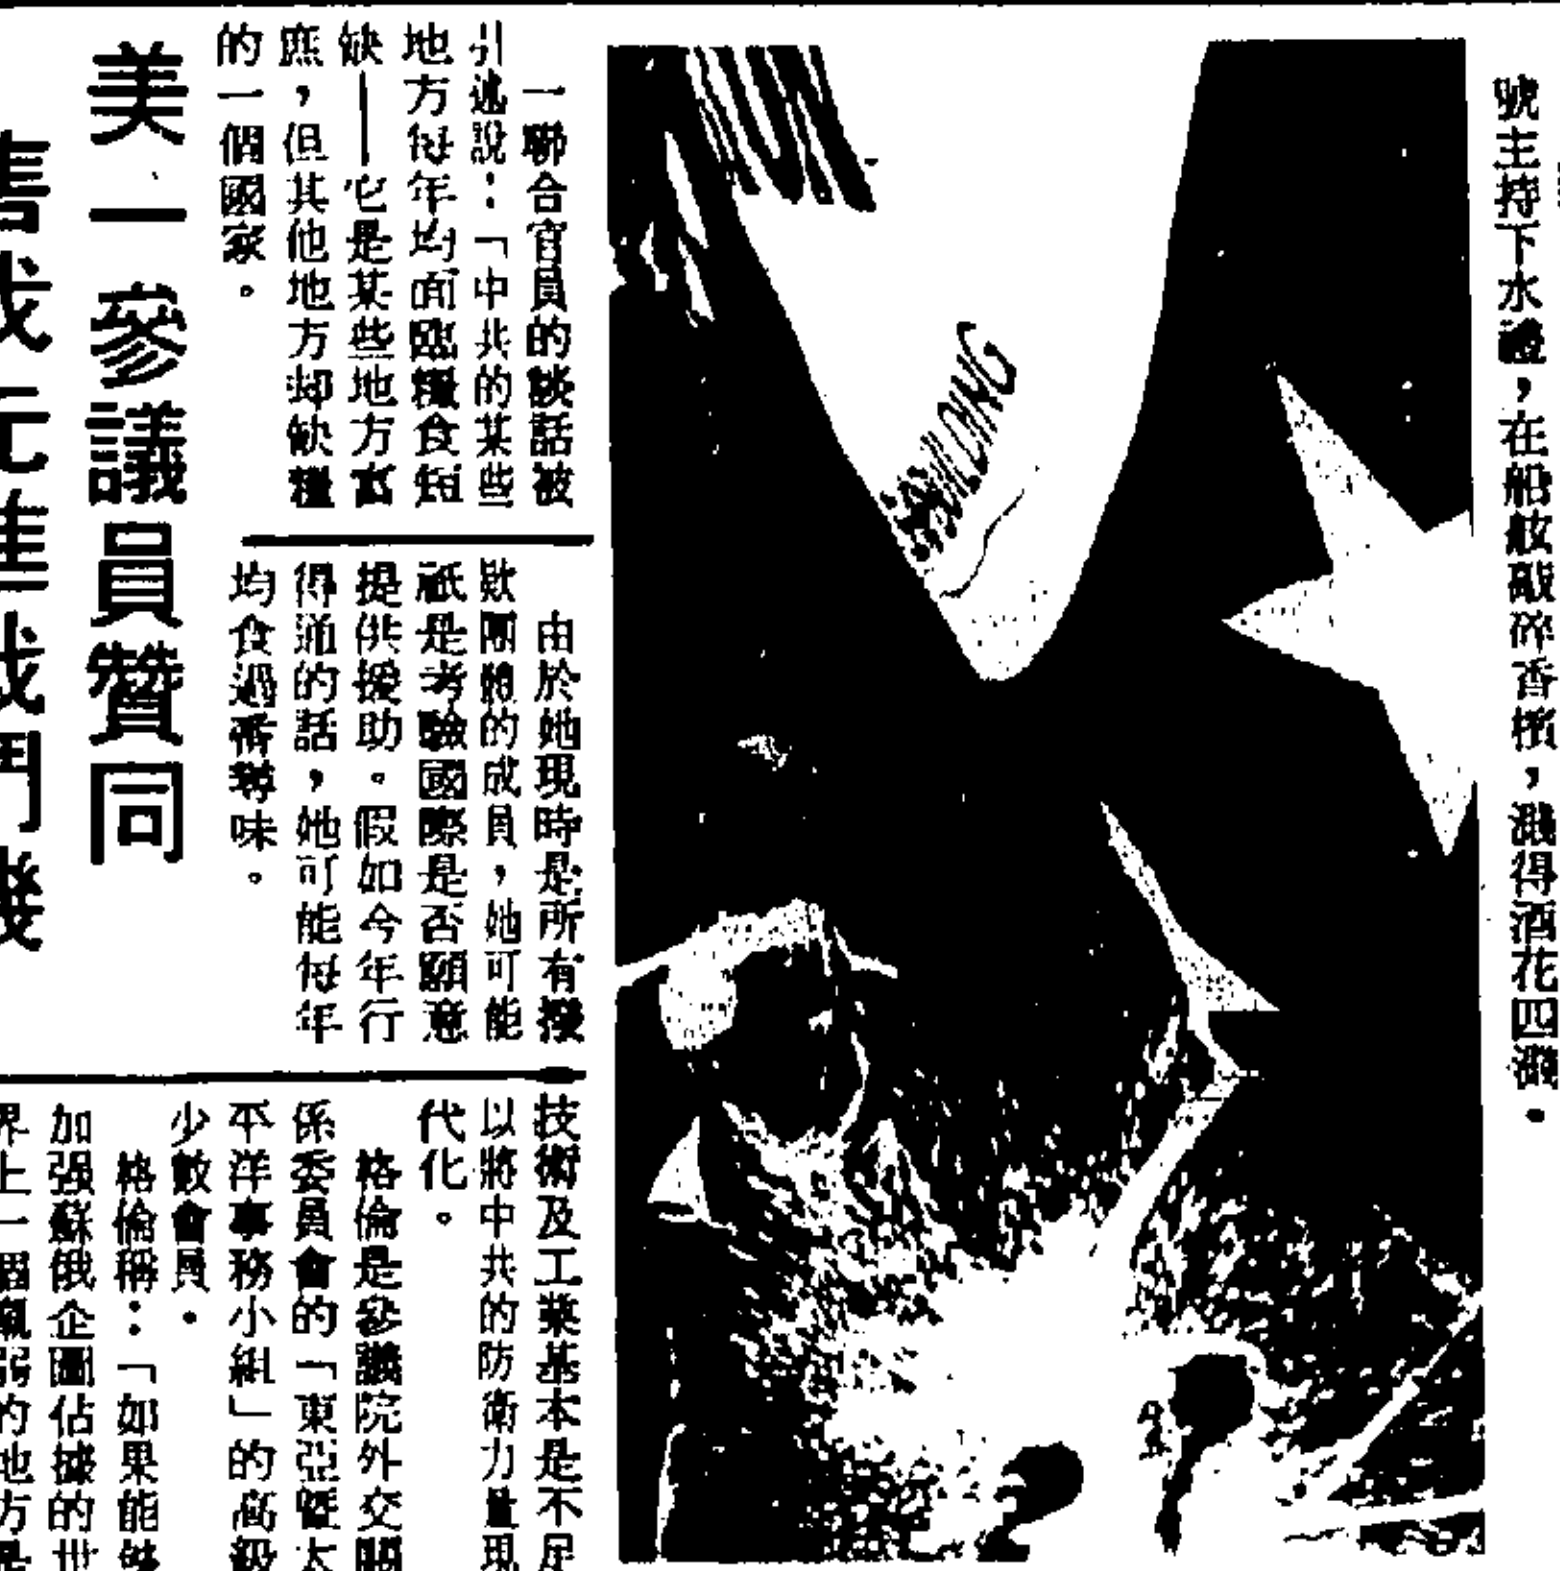 號主持下水禮，在船舷敲碎香檳，濺得酒花四濺．
一聯合官員的談話被
引述說：「中共的某些
地方每年均面臨糧食短
缺——它是某些地方富
庶，但其他地方却缺糧
的一個國家。
由於她現時是所有撥
欵團體的成員，她可能
祇是考驗國際是否願意
提供援助。假如今年行
得通的話，她可能每年
均食過番尋味。
美一參議員贊同
技術及工業基本是不足
以將中共的防衛力量現
代化。
格倫是參議院外交關
係委員會的「東亞暨太
平洋事務小組」的高級
少數會員．
格倫稱：「如果能够
加强蘇俄企圖佔據的世
界上一個飄弱的地方是